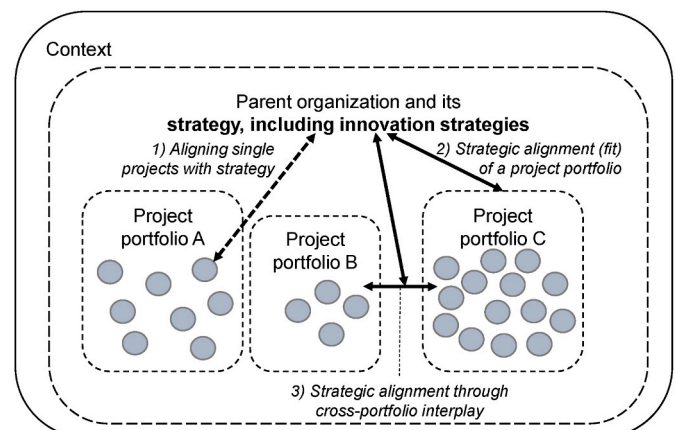 Context
Parent organization and its
strategy, including innovation strategies
1) Aligning single
projects with strategy
2) Strategic alignment (fit)
of a project portfolio
Project
portfolio A
Project
portfolio B
Project
portfolio C
3) Strategic alignment through
cross-portfolio interplay